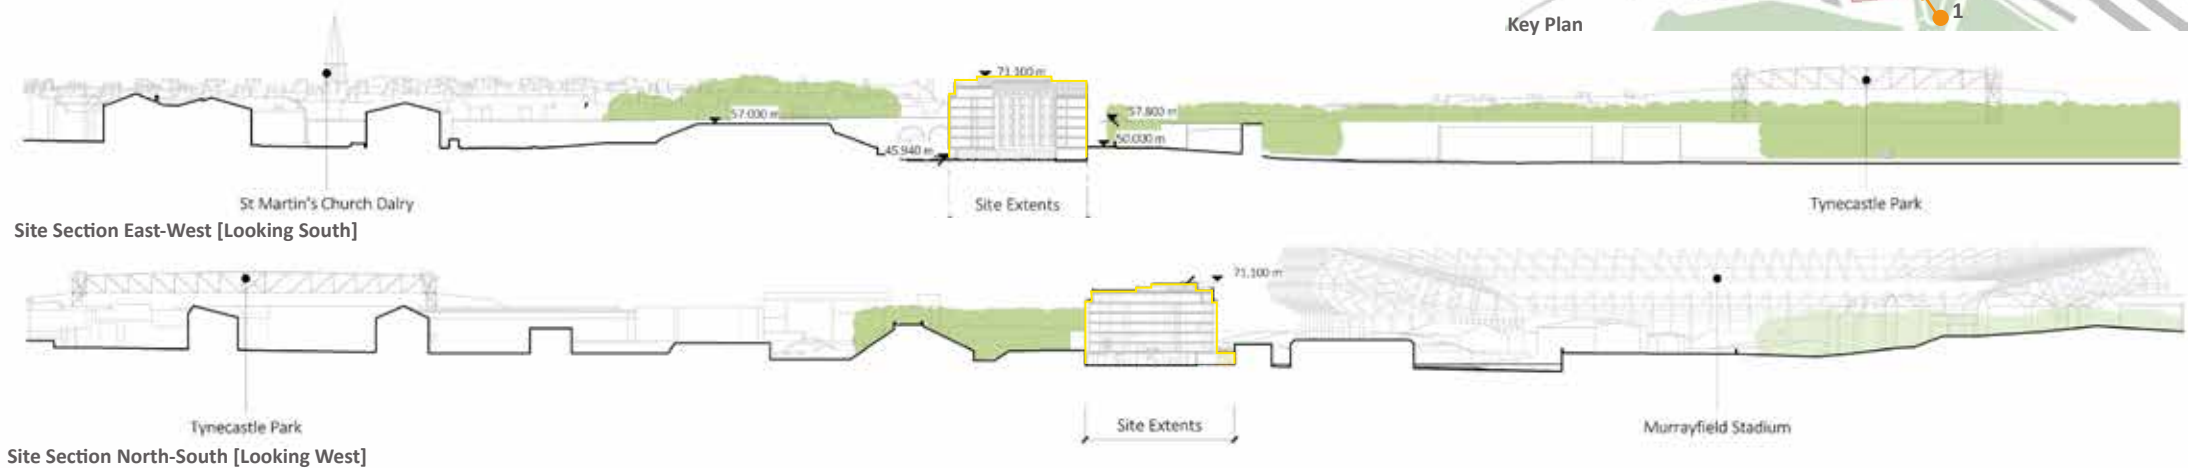 1
Key Plan
71.100 m
57.000 m
57.800 m
50.000 m
45.940 m
St Martin's Church Dalry
Site Extents
Tynecastle Park
Site Section East-West [Looking South]
71.100 m
Tynecastle Park
Site Extents
Murrayfield Stadium
Site Section North-South [Looking West]